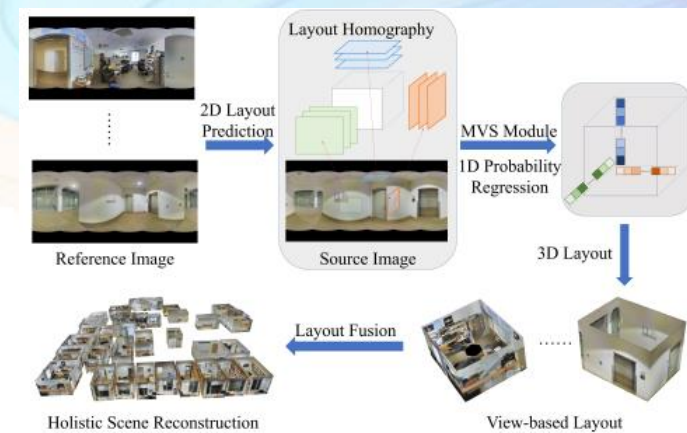 Layout Homography
2D Layout
Prediction
MVS Module
1D Probability
Regression
Reference Image
Source Image
3D Layout
Layout Fusion
Holistic Scene Reconstruction
View-based Layout